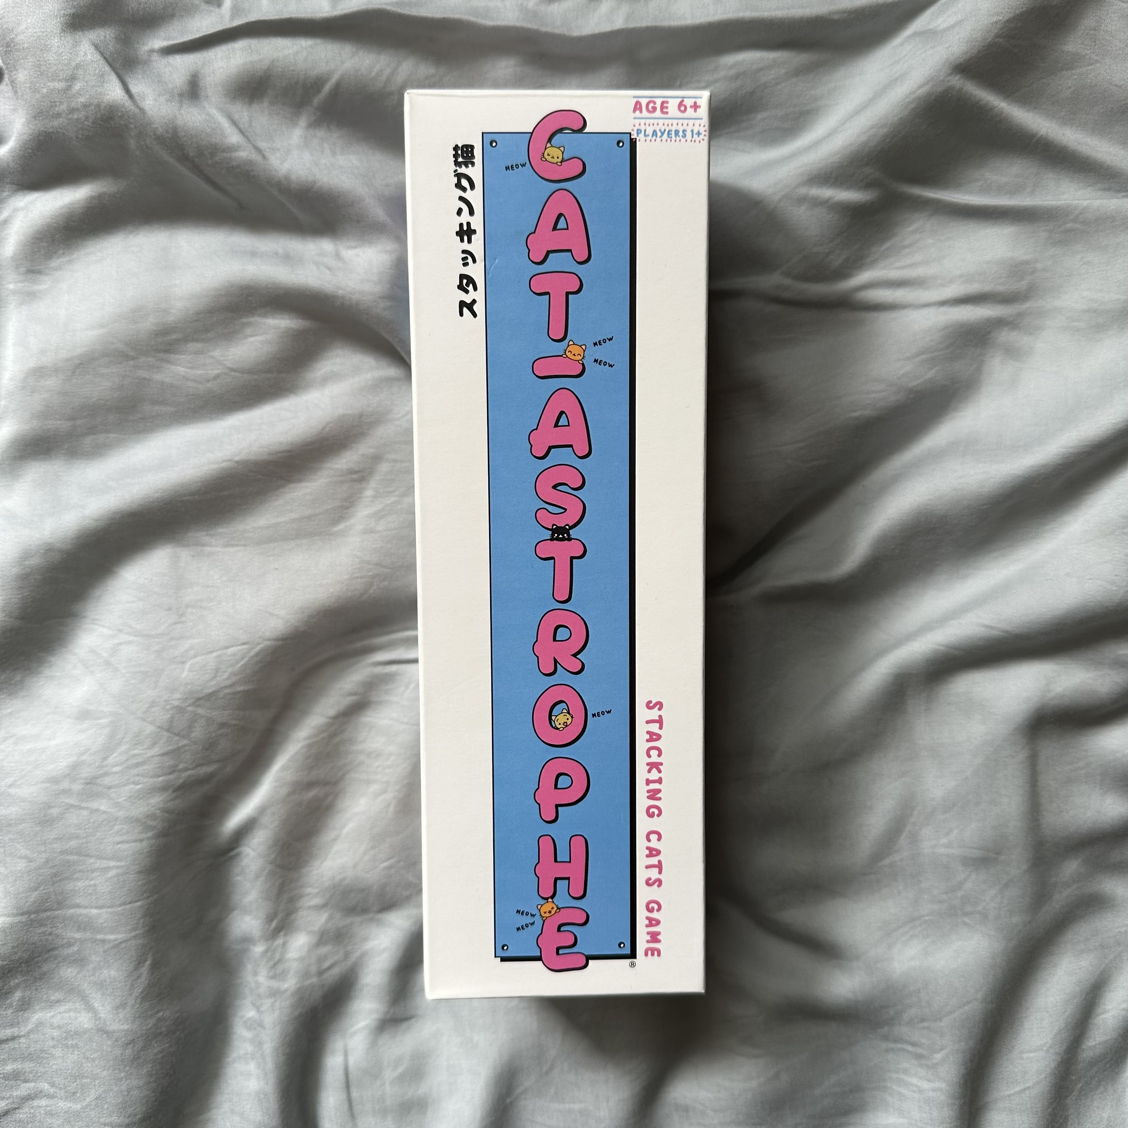 AGE 6+
PLAYERS 1+
スタッキング猫
CAT-ASTROPHE
MEOW
MEOW
MEOW
MEOW
MEOW
MEOW
STACKING CATS GAME
®